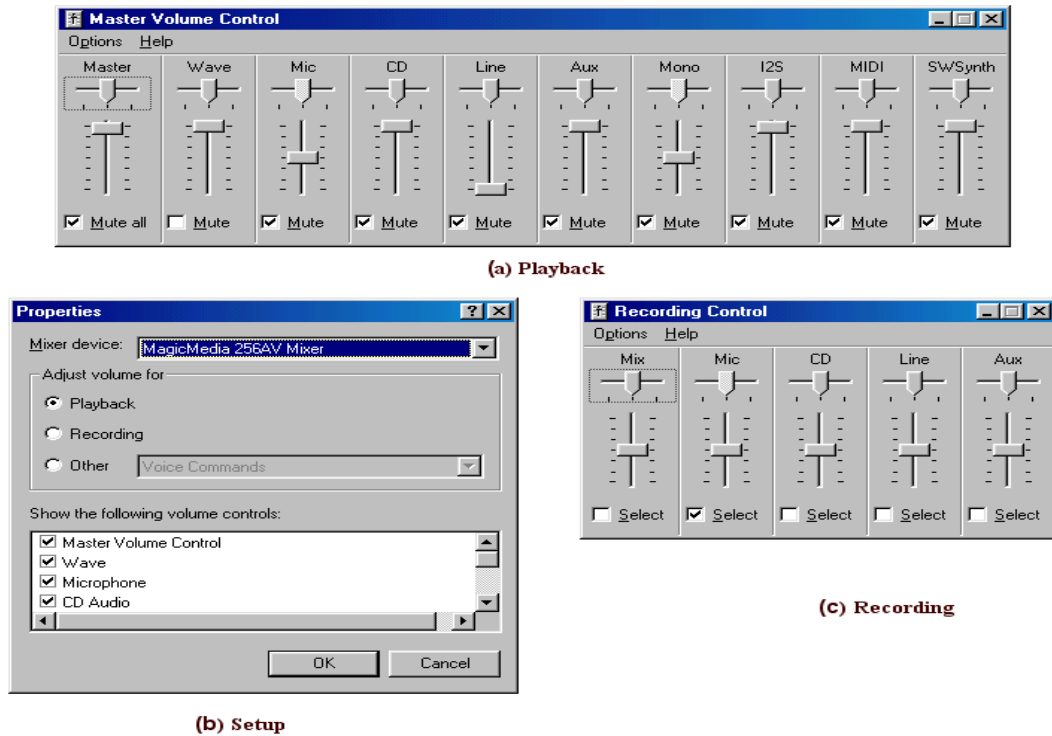 Master Volume Control
Options Help
Master Wave Mic CD Line Aux Mono I2S MIDI SWSynth
Mute all Mute Mute Mute Mute Mute Mute Mute Mute Mute
(a) Playback
Properties
Mixer device: MagicMedia 256AV Mixer
Adjust volume for
Playback
Recording
Other Voice Commands
Show the following volume controls:
Master Volume Control
Wave
Microphone
CD Audio
OK Cancel
(b) Setup
Recording Control
Options Help
Mix Mic CD Line Aux
Select Select Select Select Select
(c) Recording